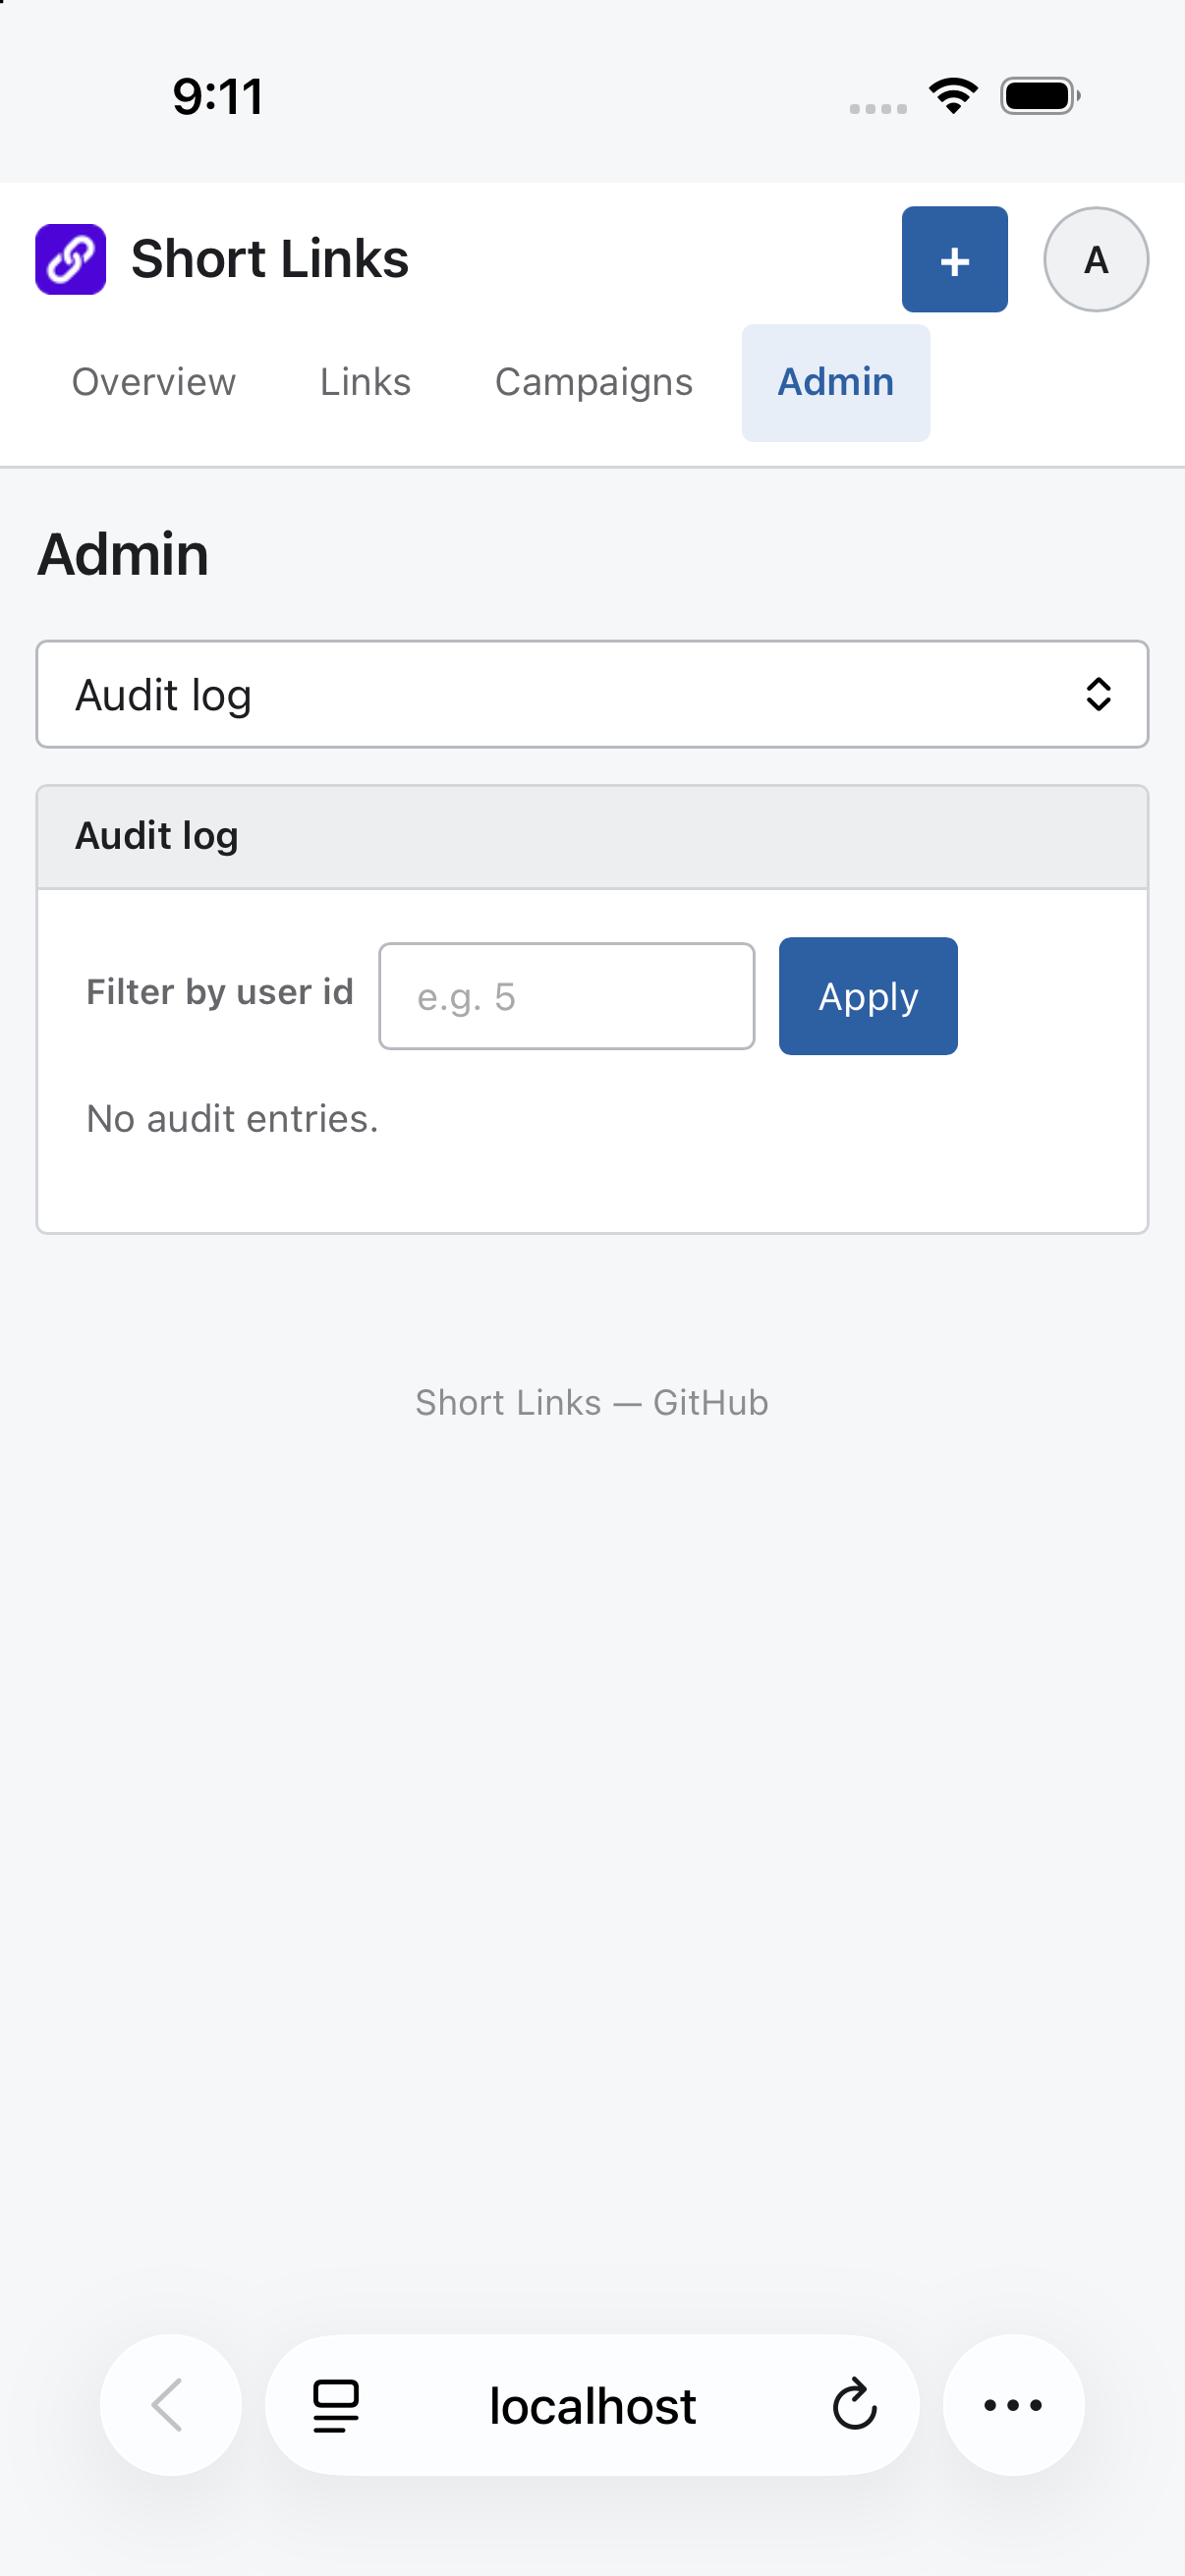 9:11
Short Links
+
A
Overview Links Campaigns Admin
Admin
Audit log
Audit log
Filter by user id e.g. 5 Apply
No audit entries.
Short Links — GitHub
localhost